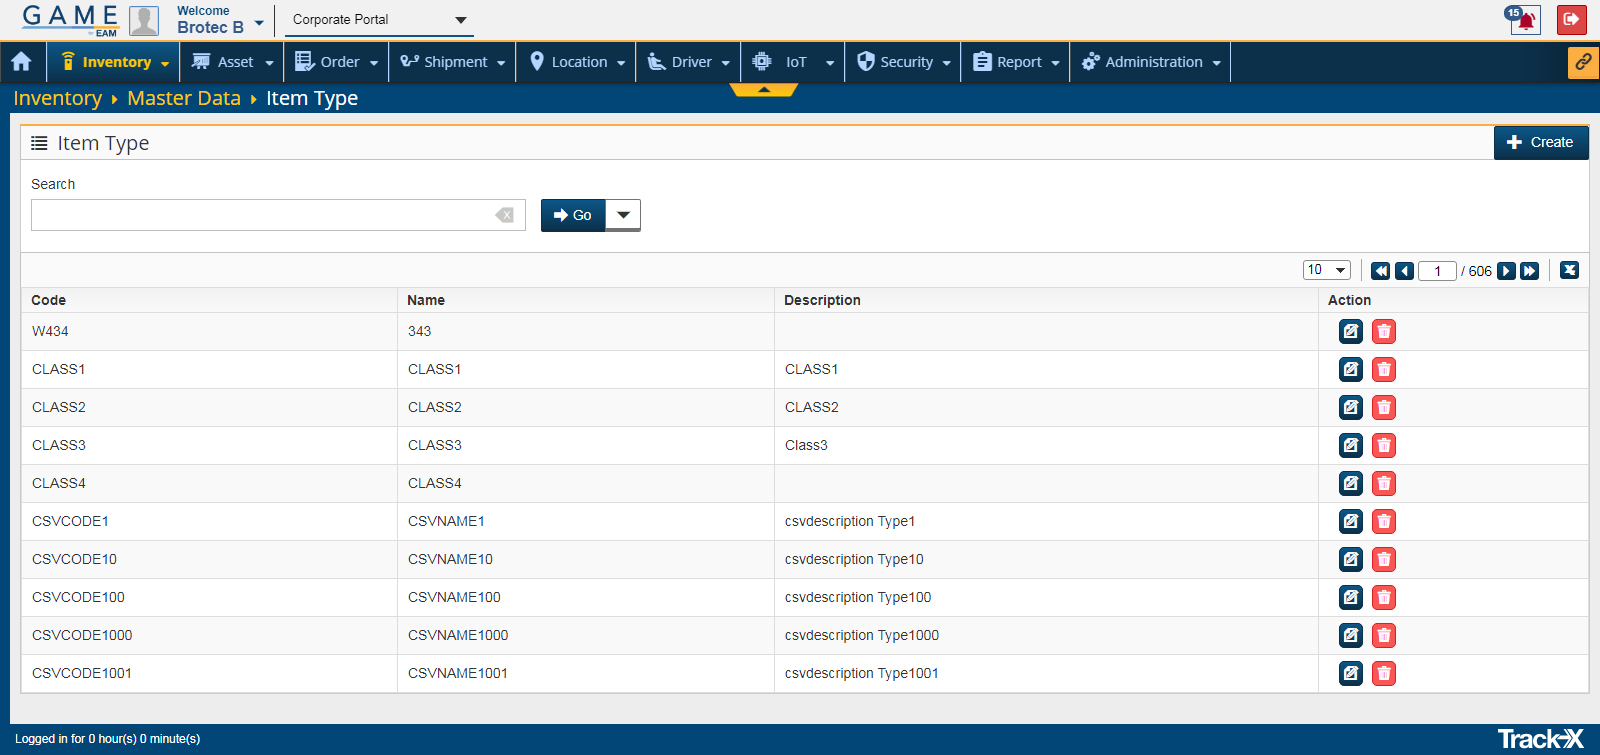 GAME
by EAM
Welcome
Brotec B
Corporate Portal
15
Inventory
Asset
Order
Shipment
Location
Driver
IoT
Security
Report
Administration
Inventory Master Data Item Type
Item Type
Create
Search
Go
10
1 / 606
Code Name Description Action
W434 343
CLASS1 CLASS1 CLASS1
CLASS2 CLASS2 CLASS2
CLASS3 CLASS3 Class3
CLASS4 CLASS4
CSVCODE1 CSVNAME1 csvdescription Type1
CSVCODE10 CSVNAME10 csvdescription Type10
CSVCODE100 CSVNAME100 csvdescription Type100
CSVCODE1000 CSVNAME1000 csvdescription Type1000
CSVCODE1001 CSVNAME1001 csvdescription Type1001
Logged in for 0 hour(s) 0 minute(s)
Track-X